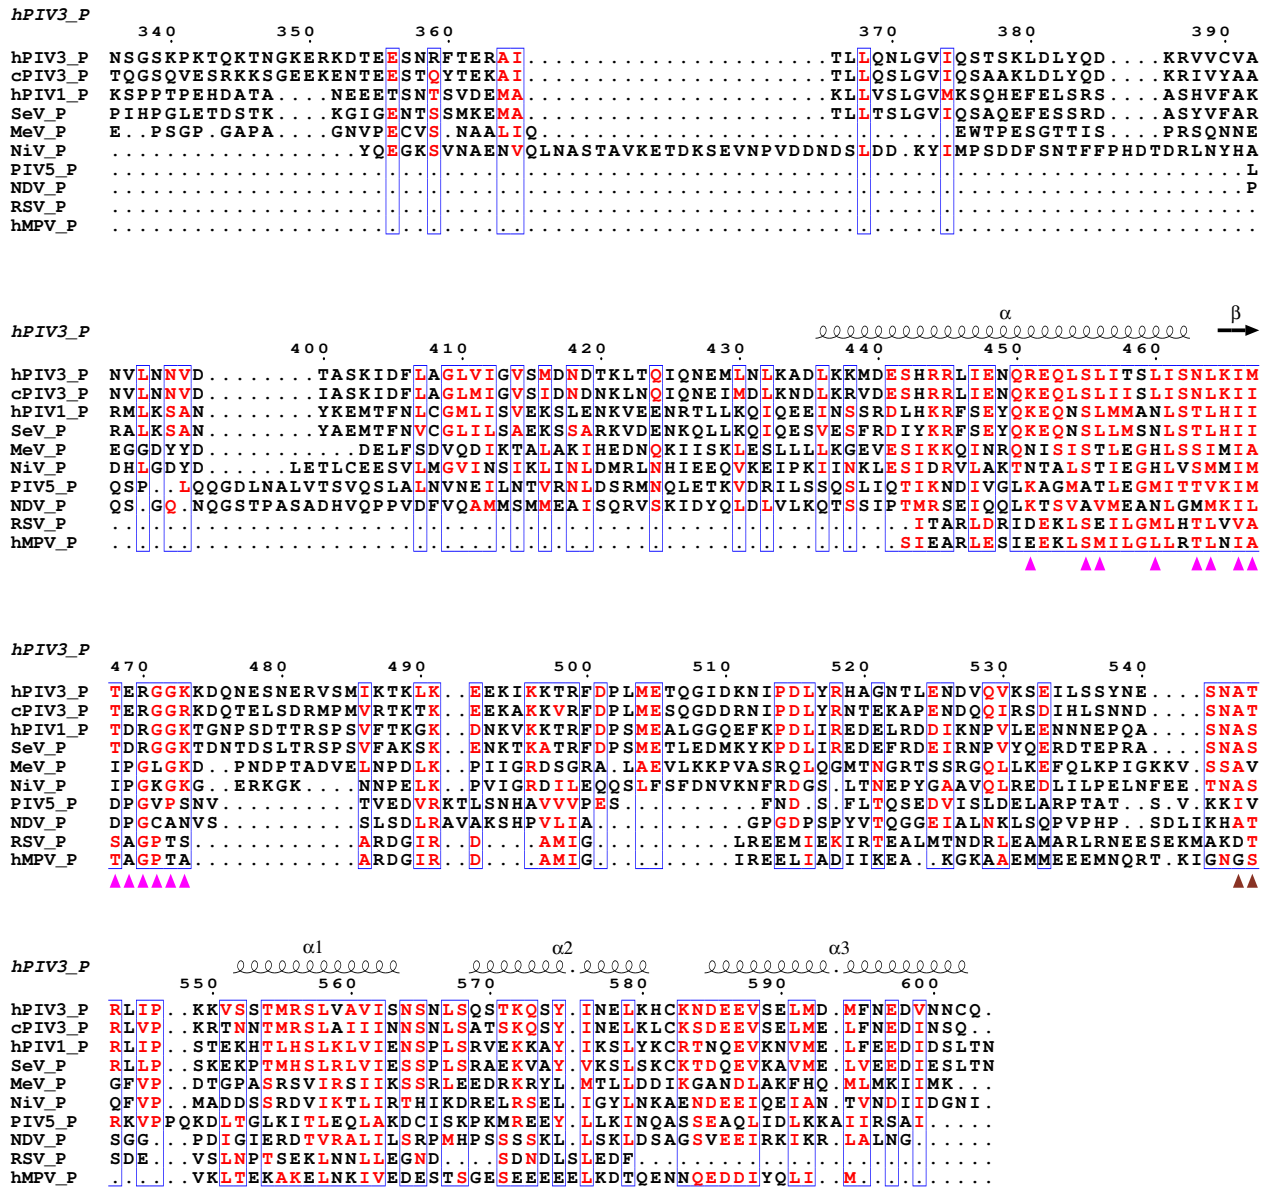 hPIV3_P
340 350 360 370 380 390
hPIV3_P NSGSKPKTQKTNGKERKDTEESNRFTERAI......................TLLQNLGVIQSTSKLDLYQD....KRVVCVA
cPIV3_P TQGSQVESRKKSGEEKENTEESTQYTEKAI......................TLLQSLGVIQSAAKLDLYQD....KRIVYAA
hPIV1_P KSPPTPEHDATA....NEEETSNTSVDEMA......................KLLVSLGVMKSQHEFELSRS....ASHVFAK
SeV_P PIHPGLETDSTK....KGIGENTSSMKEMA......................TLLTSLGVIQSAQEFESSRD....ASYVFAR
MeV_P E..PSGP.GAPA....GNVPECVS.NAALIQ..............................EWTPESGTTIS....PRSQNNE
NiV_P ..................YQEGKSVNAENVQLNASTAVKETDKSEVNPVDDNDSLDD.KYIMPSDDFSNTFFPHDTDRLNYHA
PIV5_P ..................................................................................L
NDV_P ..................................................................................P
RSV_P ...................................................................................
hMPV_P ...................................................................................
hPIV3_P α β
400 410 420 430 440 450 460
hPIV3_P NVLNNVD........TASKIDFLAGLVIGVSMDNDTKLTQIQNEMLNLKADLKKMDESHRRLIENQREQLSLITSLISNLKIM
cPIV3_P NVLNNVD........IASKIDFLAGLMIGVSIDNDNKLNQIQNEIMDLKNDLKRVDESHRRLIENQKEQLSLIISLISNLKII
hPIV1_P RMLKSAN........YKEMTFNLCGMLISVEKSLENKVEENRTLLKQIQEEINSSRDLHKRFSEYQKEQNSLMMANLSTLHII
SeV_P RALKSAN........YAEMTFNVCGLILSAEKSSARKVDENKQLLKQIQESVESFRDIYKRFSEYQKEQNSLLMSNLSTLHII
MeV_P EGGDYYD........DELFSDVQDIKTALAKIHEDNQKIISKLESLLLLKGEVESIKKQINRQNISISTLEGHLSSIMIA
NiV_P DHLGDYD......LETLCEESVLMGVINSIKLINLDMRLNHIEEQVKEIPKIINKLESIDRVLAKTNTALSTIEGHLVSMMIM
PIV5_P QSP..LQQGDLNALVTSVQSLALNVNEILNTVRNLDSRMNQLETKVDRILSSQSLIQTIKNDIVGLKAGMATLEGMITTVKIM
NDV_P QS.GQ.NQGSTPASADHVQPPVDFVQAMMSMMEAISQRVSKIDYQLDLVLKQTSSIPTMRSEIQQLKTSVAVMEANLGMMKIL
RSV_P ..........................................................ITARLDRIDEKLSEILGMLHTLVVA
hMPV_P .........................................................SIEARLESIEEKLSMILGLLRTLNIA
hPIV3_P
470 480 490 500 510 520 530 540
hPIV3_P TERGGKKDQNESNERVSMIKTKLK..EEKIKKTRFDPLMETQGIDKNIPDLYRHAGNTLENDVQVKSEILSSYNE....SNAT
cPIV3_P TERGGRKDQTELSDRMPMVRTKTK..EEKAKKVRFDPLMESQGDDRNIPDLYRNTEKAPENDQQIRSDIHLSNND....SNAT
hPIV1_P TDRGGKTGNPSDTTRSPSVFTKGK..DNKVKKTRFDPSMEALGGQEFKPDLIREDELRDDIKNPVLEENNNEPQA....SNAS
SeV_P TDRGGKTDNTDSLTRSPSVFAKSK..ENKTKATRFDPSMETLEDMKYKPDLIREDEFRDEIRNPVYQERDTEPRA....SNAS
MeV_P IPGLGKD..PNDPTADVELNPDLK..PIIGRDSGRA.LAEVLKKPVASRQLQGMTNGRTSSRGQLLKEFQLKPIGKKV.SSAV
NiV_P IPGKGKG..ERKGK...NNPELK..PVIGRDILEQQSLFSFDNVKNFRDGS.LTNEPYGAAVQLREDLILPELNFEE.TNAS
PIV5_P DPGVPSNV..........TVEDVRKTLSNHAVVVPES..........FND.S.FLTQSEDVISLDELARPTAT..S.V.KKIV
NDV_P DPGCANVS..........SLSDLRAVAKSHPVLIA...........GPGDPSPYVTQGGEIALNKLSQPVPHP..SDLIKHAT
RSV_P SAGPTS............ARDGIR..D....AMIG..........LREEMIEKIRTEALMTNDRLEAMARLRNEESEKMAKDT
hMPV_P TAGPTA............ARDGIR..D....AMIG..........IREELIADIIKEA..KGKAAEMMEEEMNQRT.KIGNGS
hPIV3_P α1 α2 α3
550 560 570 580 590 600
hPIV3_P RLIP..KKVSSTMRSLVAVISNSNLSQSTKQSY.INELKHCKNDEEVSELMD.MFNEDVNNCQ.
cPIV3_P RLIP..KRTNNTMRSLAIIINNSNLSATSKQSY.INELKLCKSDEEVSELMD.MFNEDINSQ..
hPIV1_P RLIP..STEKHTLHSLKLVIENSPLSRVEKKAY.IKSLYKCRTNQEVKNVME.LFEEDIDSLTN
SeV_P RLLP..SKEKPTMHSLRLVIESSPLSRAEKVAY.VKSLSKCKTDQEVKAVME.LVEEDIESLTN
MeV_P GFVP..DTGPASRSVIRSIIKSSRLEEDRKRYL.MTLLDDIKGANDLAKFHQ.MLMKIIMK...
NiV_P QFVP..MADDSSRDVIKTLIRTHIKDRELRSEL.IGYLNKAENDEEIQEIAN.TVNDIIDGNI.
PIV5_P RKVPPQKDLTGLKITLEQLAKDCISKPKMREEY.LLKINQASSEAQLIDLKKAIIRSAI.....
NDV_P SGG...PDIGIERDTVRALILSRPMHPSSSSKL.LSKLDSAGSVEEIRKIKR.LALNG......
RSV_P SDE...VSLNPTSEKLNNLLEGND....SDNDLSLEDF..........................
hMPV_P ......VKLTEKAKELNKIVEDESTSGESEEEEELKDTQENNQEDDIYQLI..M..........